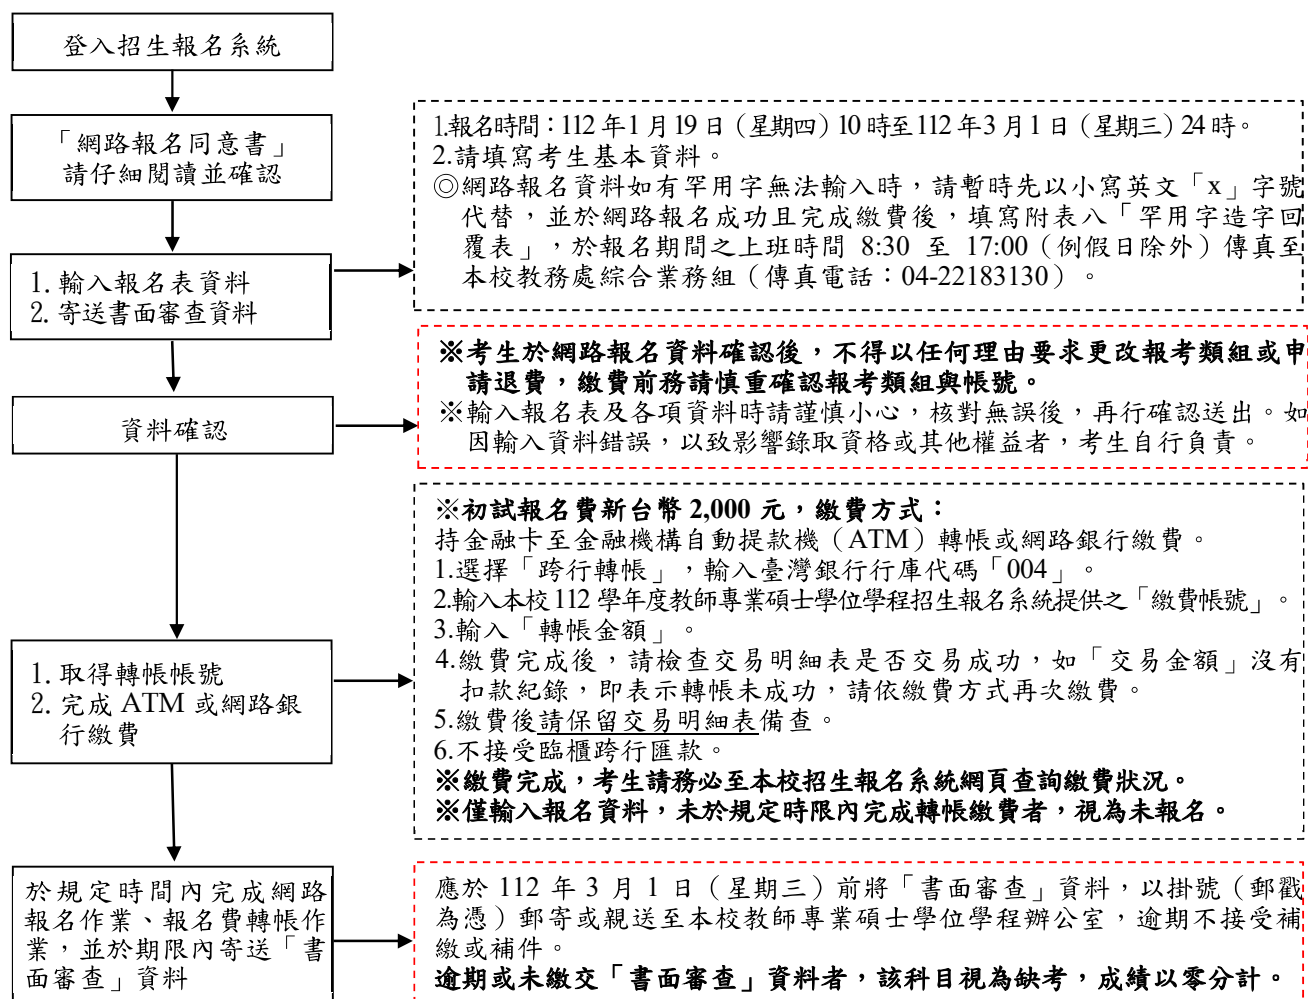 登入招生報名系統
「網路報名同意書」
請仔細閱讀並確認
1.報名時間：112 年 1 月 19 日（星期四）10 時至 112 年 3 月 1 日（星期三）24 時。
2.請填寫考生基本資料。
◎網路報名資料如有罕用字無法輸入時，請暫時先以小寫英文「x」字號
代替，並於網路報名成功且完成繳費後，填寫附表八「罕用字造字回
覆表」，於報名期間之上班時間 8:30 至 17:00（例假日除外）傳真至
本校教務處綜合業務組（傳真電話：04-22183130）。
1. 輸入報名表資料
2. 寄送書面審查資料
※考生於網路報名資料確認後，不得以任何理由要求更改報考類組或申
請退費，繳費前務請慎重確認報考類組與帳號。
※輸入報名表及各項資料時請謹慎小心，核對無誤後，再行確認送出。如
因輸入資料錯誤，以致影響錄取資格或其他權益者，考生自行負責。
資料確認
※初試報名費新台幣 2,000 元，繳費方式：
持金融卡至金融機構自動提款機（ATM）轉帳或網路銀行繳費。
1.選擇「跨行轉帳」，輸入臺灣銀行行庫代碼「004」。
2.輸入本校 112 學年度教師專業碩士學位學程招生報名系統提供之「繳費帳號」。
3.輸入「轉帳金額」。
4.繳費完成後，請檢查交易明細表是否交易成功，如「交易金額」沒有
扣款紀錄，即表示轉帳未成功，請依繳費方式再次繳費。
5.繳費後請保留交易明細表備查。
6.不接受臨櫃跨行匯款。
※繳費完成，考生請務必至本校招生報名系統網頁查詢繳費狀況。
※僅輸入報名資料，未於規定時限內完成轉帳繳費者，視為未報名。
1. 取得轉帳帳號
2. 完成 ATM 或網路銀
行繳費
於規定時間內完成網路
報名作業、報名費轉帳作
業，並於期限內寄送「書
面審查」資料
應於 112 年 3 月 1 日（星期三）前將「書面審查」資料，以掛號（郵戳
為憑）郵寄或親送至本校教師專業碩士學位學程辦公室，逾期不接受補
繳或補件。
逾期或未繳交「書面審查」資料者，該科目視為缺考，成績以零分計。